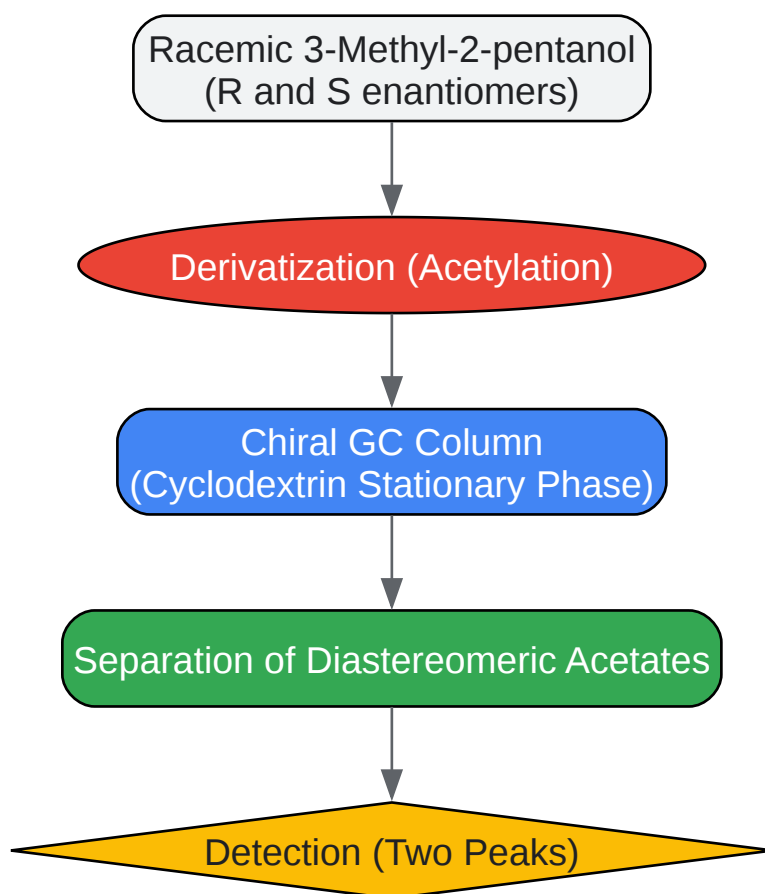 Racemic 3-Methyl-2-pentanol
(R and S enantiomers)
Derivatization (Acetylation)
Chiral GC Column
(Cyclodextrin Stationary Phase)
Separation of Diastereomeric Acetates
Detection (Two Peaks)